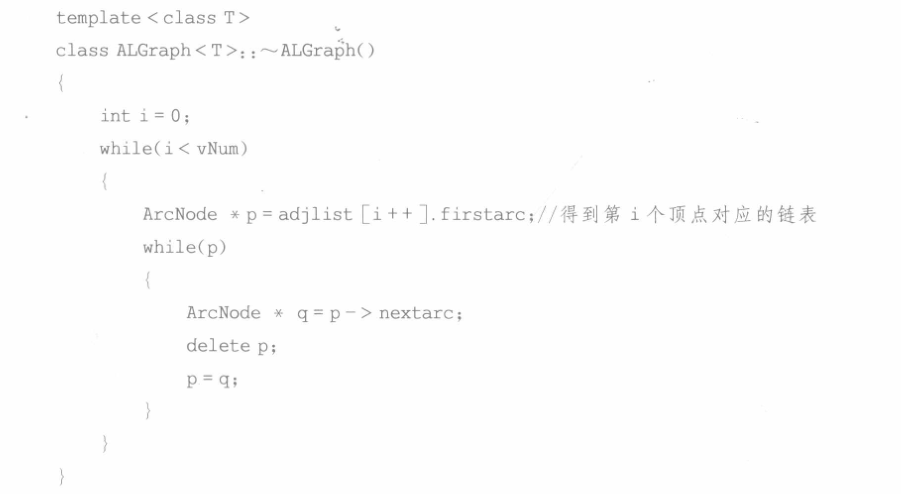 template<class T>
class ALGraph<T>::~ALGraph()
{
    int i=0;
    while(i<vNum)
    {
        ArcNode *p=adjlist[i++].firstarc;//得到第i个顶点对应的链表
        while(p)
        {
            ArcNode * q=p->nextarc;
            delete p;
            p=q;
        }
    }
}